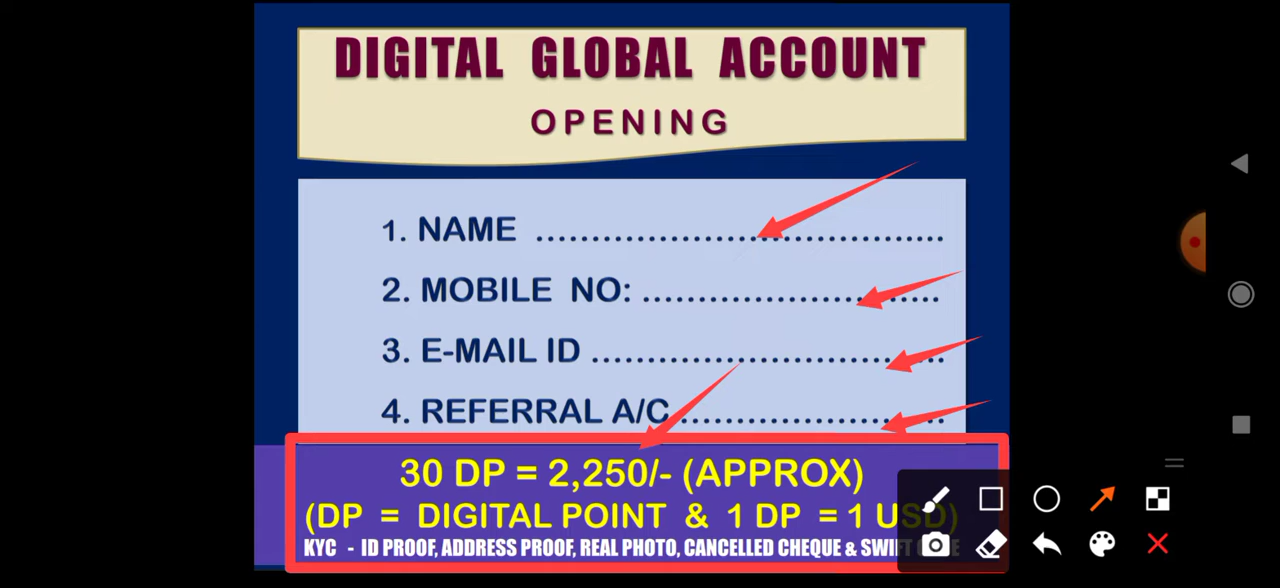 DIGITAL GLOBAL ACCOUNT
OPENING
1. NAME ........................................
2. MOBILE NO: .............................
3. E-MAIL ID ...................................
4. REFERRAL A/C ..........................
30 DP = 2,250/- (APPROX)
(DP = DIGITAL POINT & 1 DP = 1 USD)
KYC - ID PROOF, ADDRESS PROOF, REAL PHOTO, CANCELLED CHEQUE &